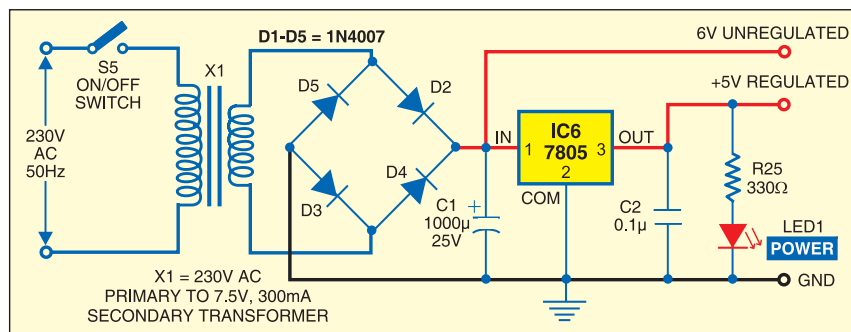 D1-D5 = 1N4007
6V UNREGULATED
+5V REGULATED
S5
ON/OFF
SWITCH
X1
D5
D2
D3
D4
230V
AC
50Hz
IN
1
IC6
7805
3
OUT
2
COM
C1
1000µ
25V
+
C2
0.1µ
R25
330Ω
LED1
POWER
GND
X1 = 230V AC
PRIMARY TO 7.5V, 300mA
SECONDARY TRANSFORMER